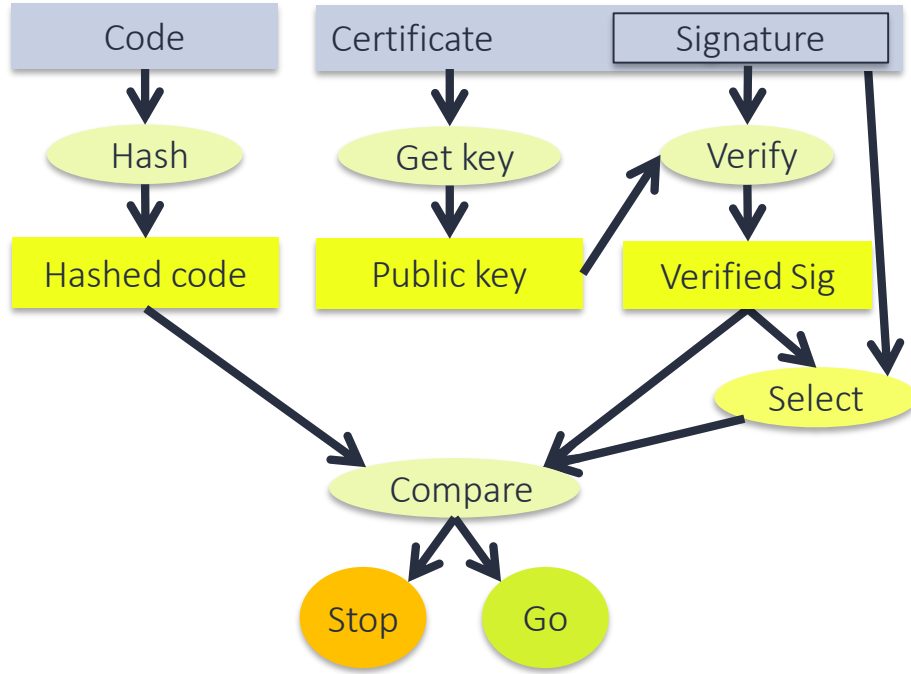 Code
Certificate
Signature
Hash
Get key
Verify
Hashed code
Public key
Verified Sig
Select
Compare
Stop
Go